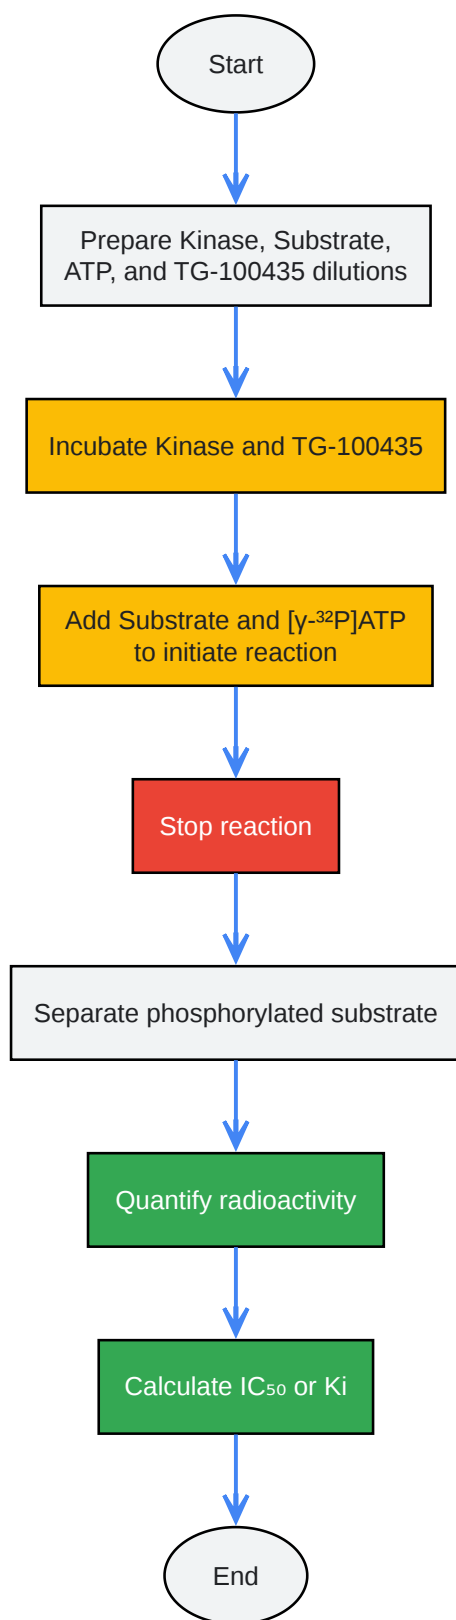 Start
Prepare Kinase, Substrate,
ATP, and TG-100435 dilutions
Incubate Kinase and TG-100435
Add Substrate and [γ-³²P]ATP
to initiate reaction
Stop reaction
Separate phosphorylated substrate
Quantify radioactivity
Calculate IC₅₀ or Ki
End